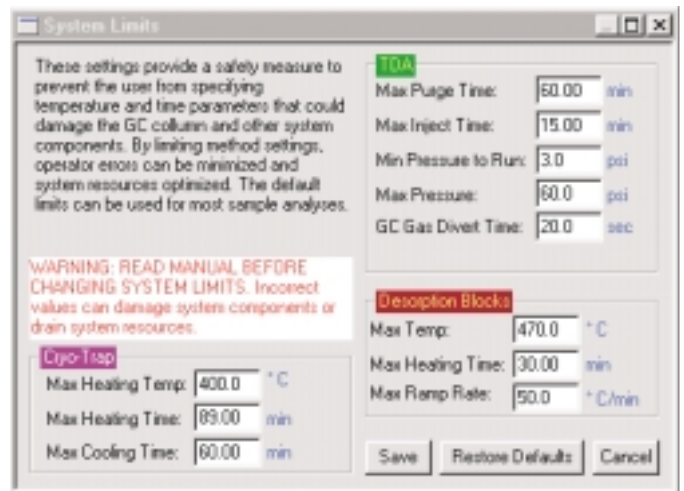 System Limits
These settings provide a safety measure to
prevent the user from specifying
temperature and time parameters that could
damage the GC column and other system
components. By limiting method settings,
operator errors can be minimized and
system resources optimized. The default
limits can be used for most sample analyses.
WARNING: READ MANUAL BEFORE
CHANGING SYSTEM LIMITS. Incorrect
values can damage system components or
drain system resources.
Cryo-Trap
Max Heating Temp: 400.0 ° C
Max Heating Time: 89.00 min
Max Cooling Time: 60.00 min
TDA
Max Purge Time: 60.00 min
Max Inject Time: 15.00 min
Min Pressure to Run: 3.0 psi
Max Pressure: 60.0 psi
GC Gas Divert Time: 20.0 sec
Desorption Blocks
Max Temp: 470.0 ° C
Max Heating Time: 30.00 min
Max Ramp Rate: 50.0 ° C/min
Save Restore Defaults Cancel